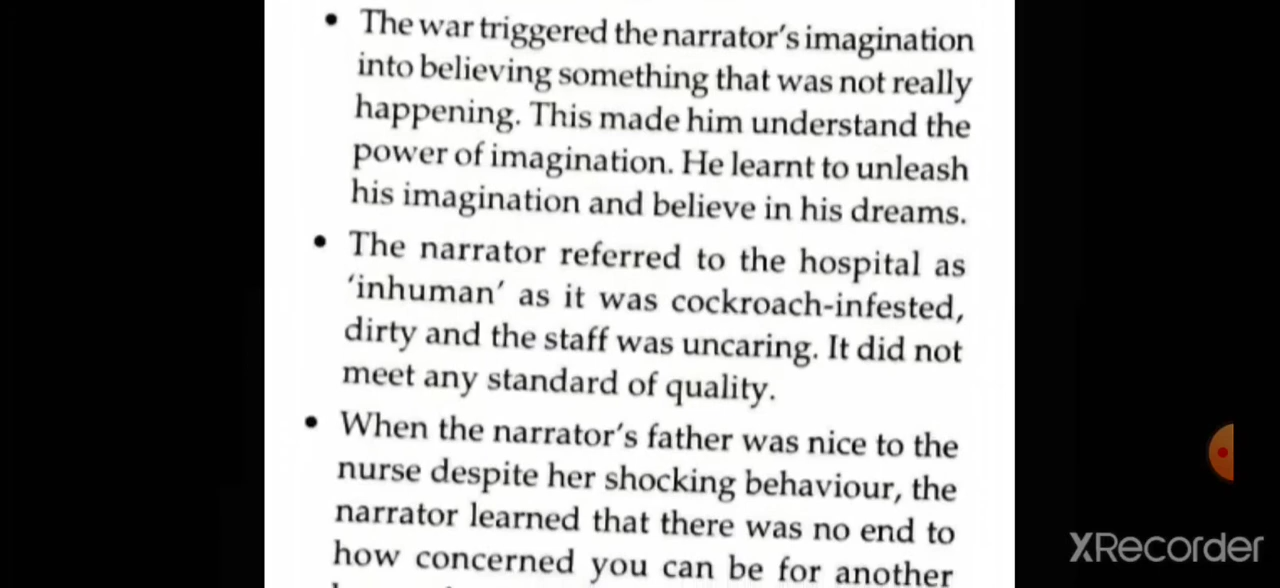 • The war triggered the narrator's imagination
into believing something that was not really
happening. This made him understand the
power of imagination. He learnt to unleash
his imagination and believe in his dreams.
• The narrator referred to the hospital as
'inhuman' as it was cockroach-infested,
dirty and the staff was uncaring. It did not
meet any standard of quality.
• When the narrator's father was nice to the
nurse despite her shocking behaviour, the
narrator learned that there was no end to
how concerned you can be for another
XRecorder